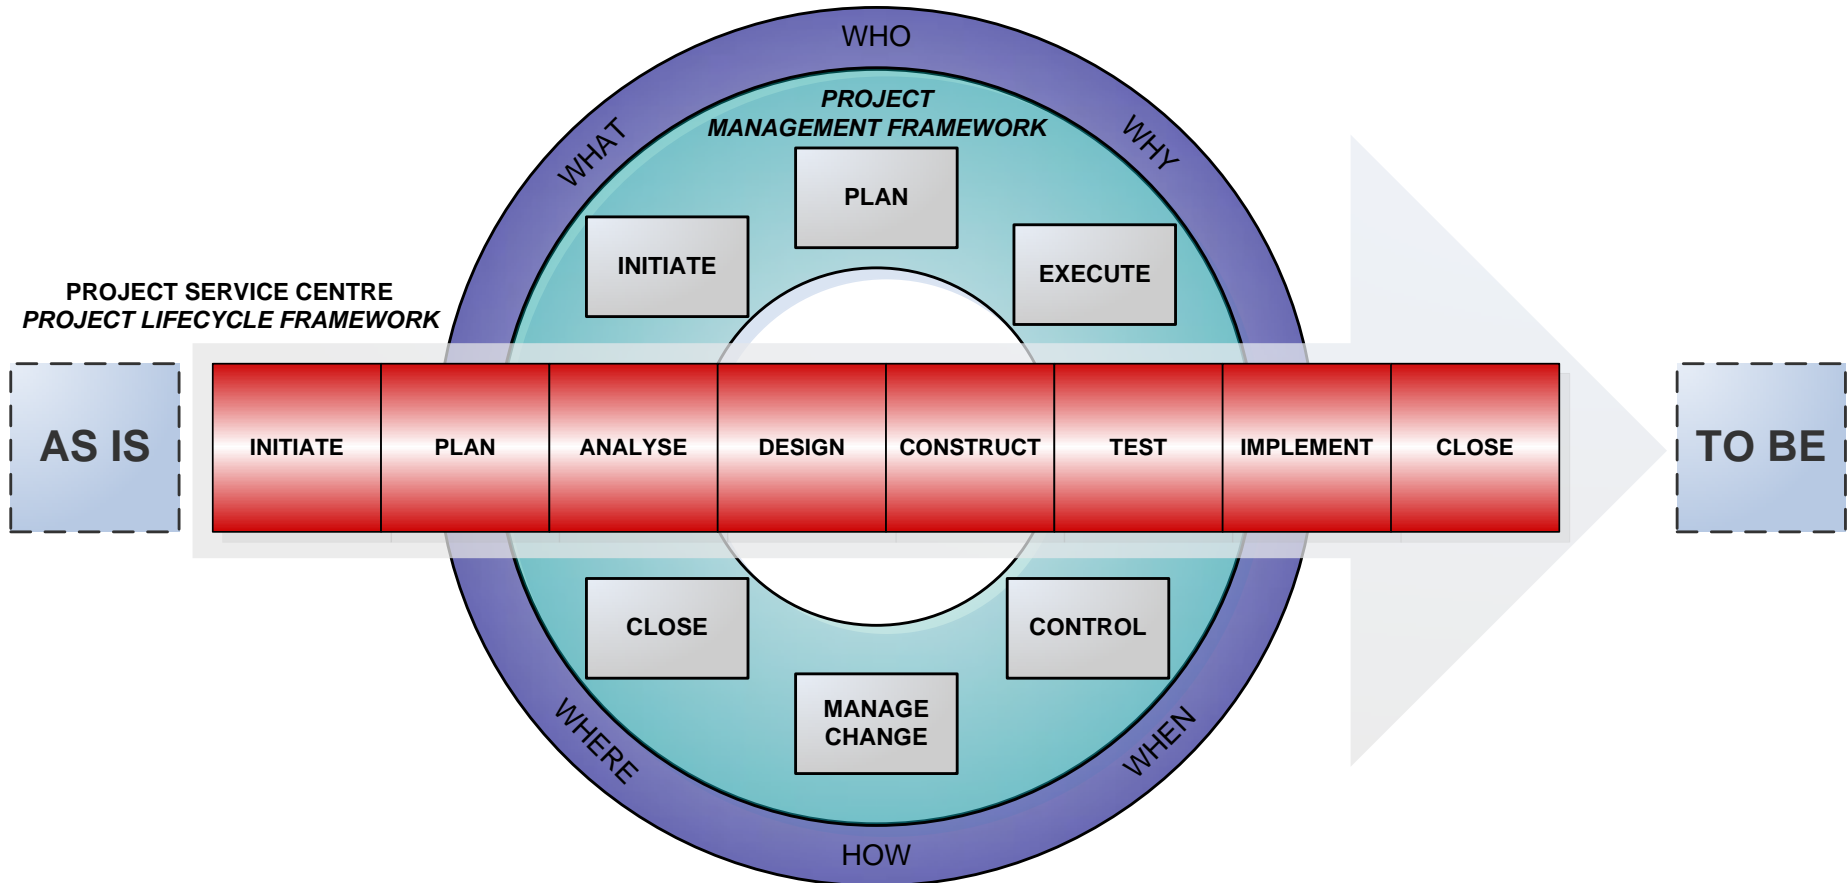 WHO
PROJECT
MANAGEMENT FRAMEWORK
WHAT
WHY
PLAN
INITIATE
EXECUTE
PROJECT SERVICE CENTRE
PROJECT LIFECYCLE FRAMEWORK
AS IS
INITIATE
PLAN
ANALYSE
DESIGN
CONSTRUCT
TEST
IMPLEMENT
CLOSE
TO BE
CLOSE
CONTROL
MANAGE
CHANGE
WHERE
WHEN
HOW